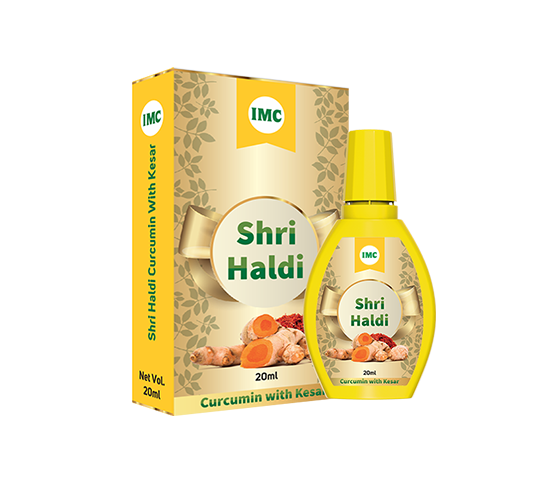 IMC
Shri Haldi Curcumin With Kesar
Net Vol.
20ml
IMC
Shri
Haldi
20ml
Curcumin with Kesar
IMC
Shri
Haldi
20ml
Curcumin with Kesar